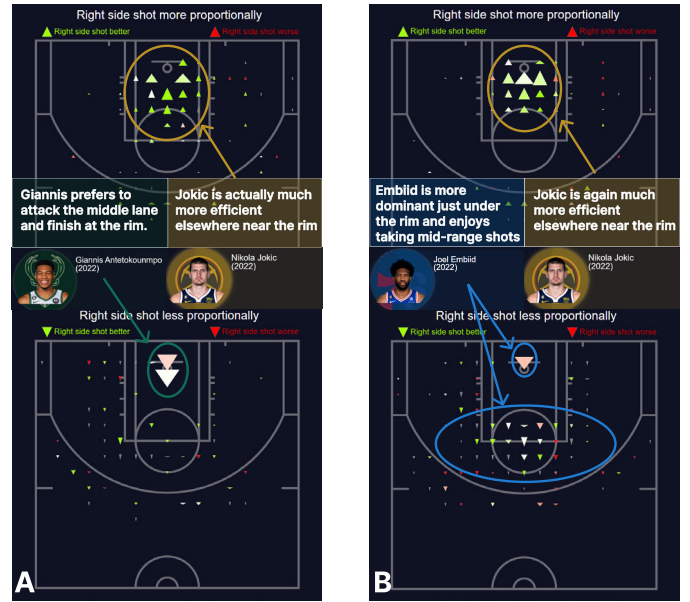 Right side shot more proportionally
Right side shot better
Right side shot worse
Giannis prefers to
attack the middle lane
and finish at the rim.
Jokic is actually much
more efficient
elsewhere near the rim
Giannis Antetokounmpo
(2022)
Nikola Jokic
(2022)
Right side shot less proportionally
Right side shot better
Right side shot worse
A
Right side shot more proportionally
Right side shot better
Right side shot worse
Embiid is more
dominant just under
the rim and enjoys
taking mid-range shots
Jokic is again much
more efficient
elsewhere near the rim
Joel Embiid
(2022)
Nikola Jokic
(2022)
Right side shot less proportionally
Right side shot better
Right side shot worse
B